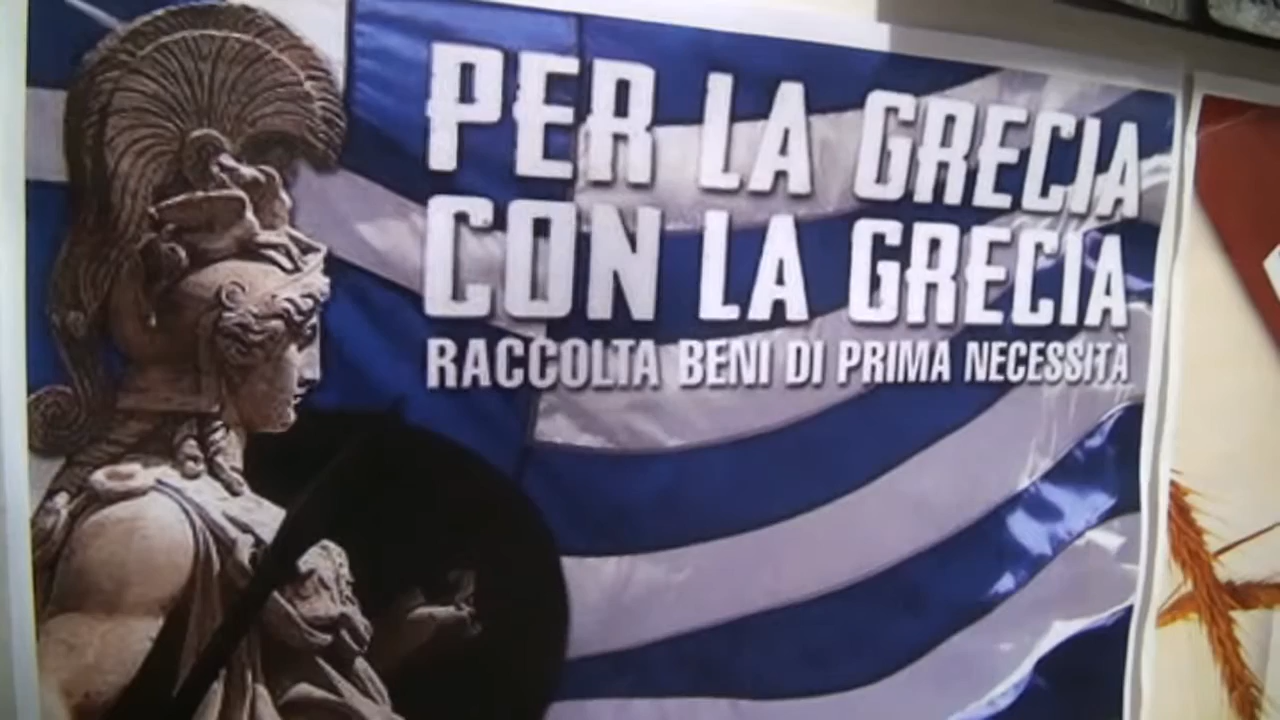 PER LA GRECIA
CON LA GRECIA
RACCOLTA BENI DI PRIMA NECESSITÀ